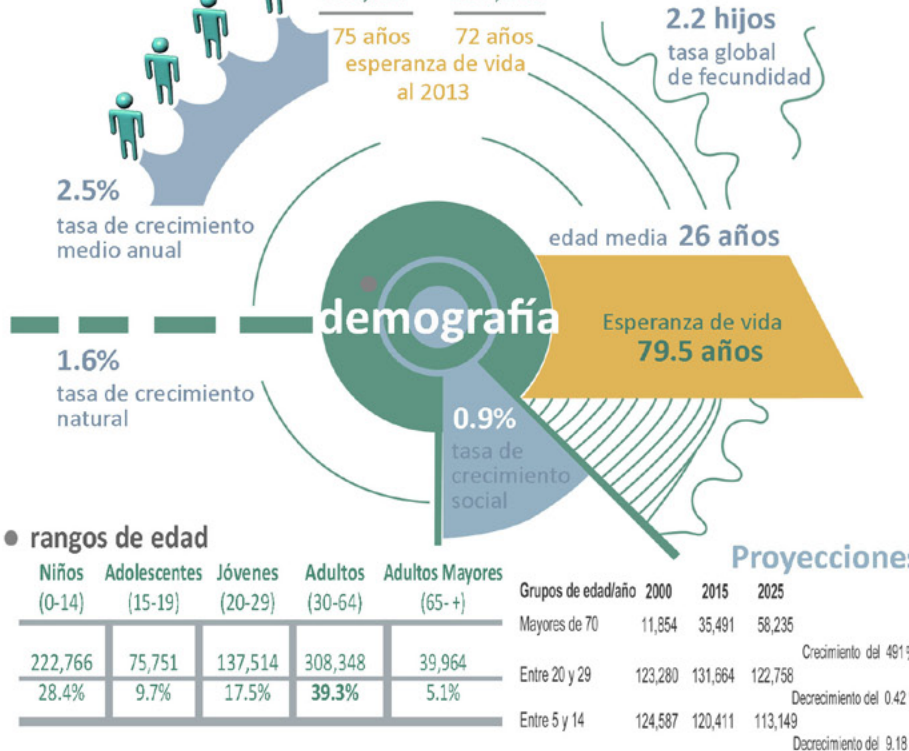 75 años
72 años
esperanza de vida
al 2013
2.2 hijos
tasa global
de fecundidad
2.5%
tasa de crecimiento
medio anual
edad media 26 años
demografía
Esperanza de vida
79.5 años
1.6%
tasa de crecimiento
natural
0.9%
tasa de
crecimiento
social
rangos de edad
Niños Adolescentes Jóvenes Adultos Adultos Mayores
(0-14) (15-19) (20-29) (30-64) (65- +)
222,766 75,751 137,514 308,348 39,964
28.4% 9.7% 17.5% 39.3% 5.1%
Proyecciones
Grupos de edad/año 2000 2015 2025
Mayores de 70 11,854 35,491 58,235
Crecimiento del 491
Entre 20 y 29 123,280 131,664 122,758
Decrecimiento del 0.42
Entre 5 y 14 124,587 120,411 113,149
Decrecimiento del 9.18